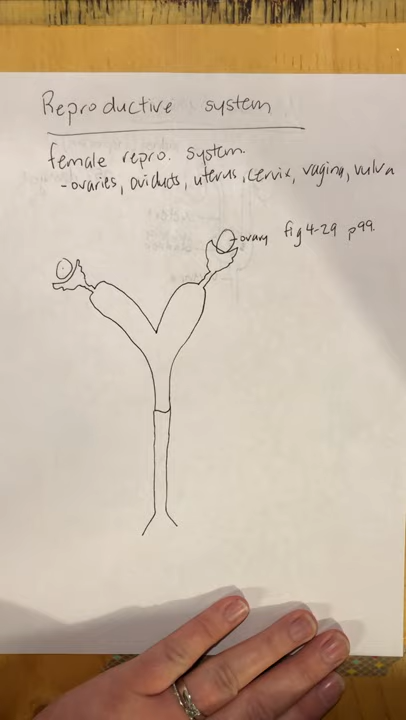 Reproductive system
female repro. system.
-ovaries, oviducts, uterus, cervix, vagina, vulva
ovary fig 4-29 p99.